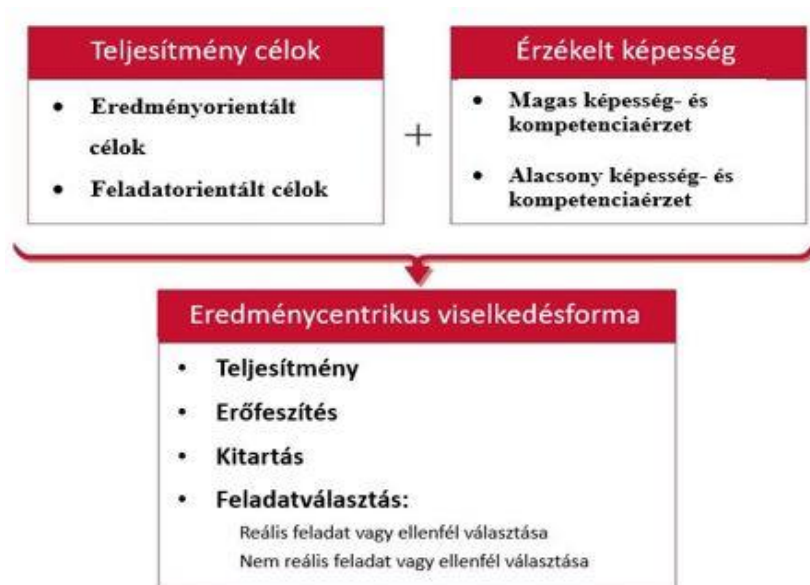 Teljesítmény célok
• Eredményorientált
célok
• Feladatorientált célok
+
Érzékelt képesség
• Magas képesség- és
kompetenciaérzet
• Alacsony képesség- és
kompetenciaérzet
Eredménycentrikus viselkedésforma
• Teljesítmény
• Erőfeszítés
• Kitartás
• Feladatválasztás:
Reális feladat vagy ellenfél választása
Nem reális feladat vagy ellenfél választása